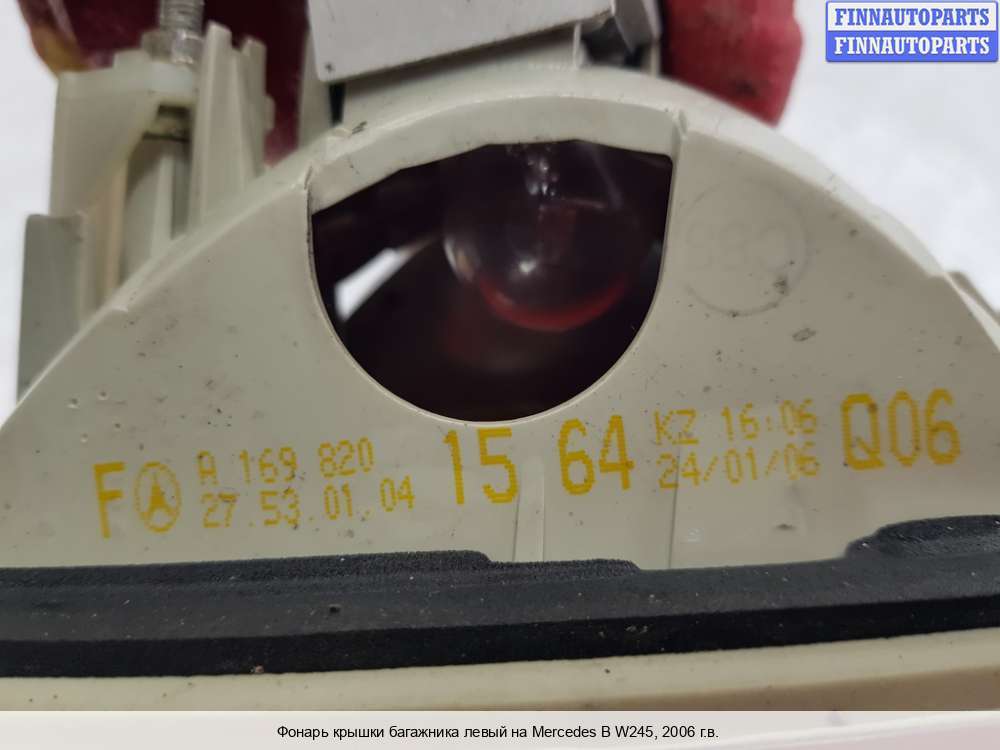 FINNAUTOPARTS
FINNAUTOPARTS
F A 169 820 15 64 KZ 16:06 Q06
27.53.01.04 24/01/06
Фонарь крышки багажника левый на Mercedes B W245, 2006 г.в.